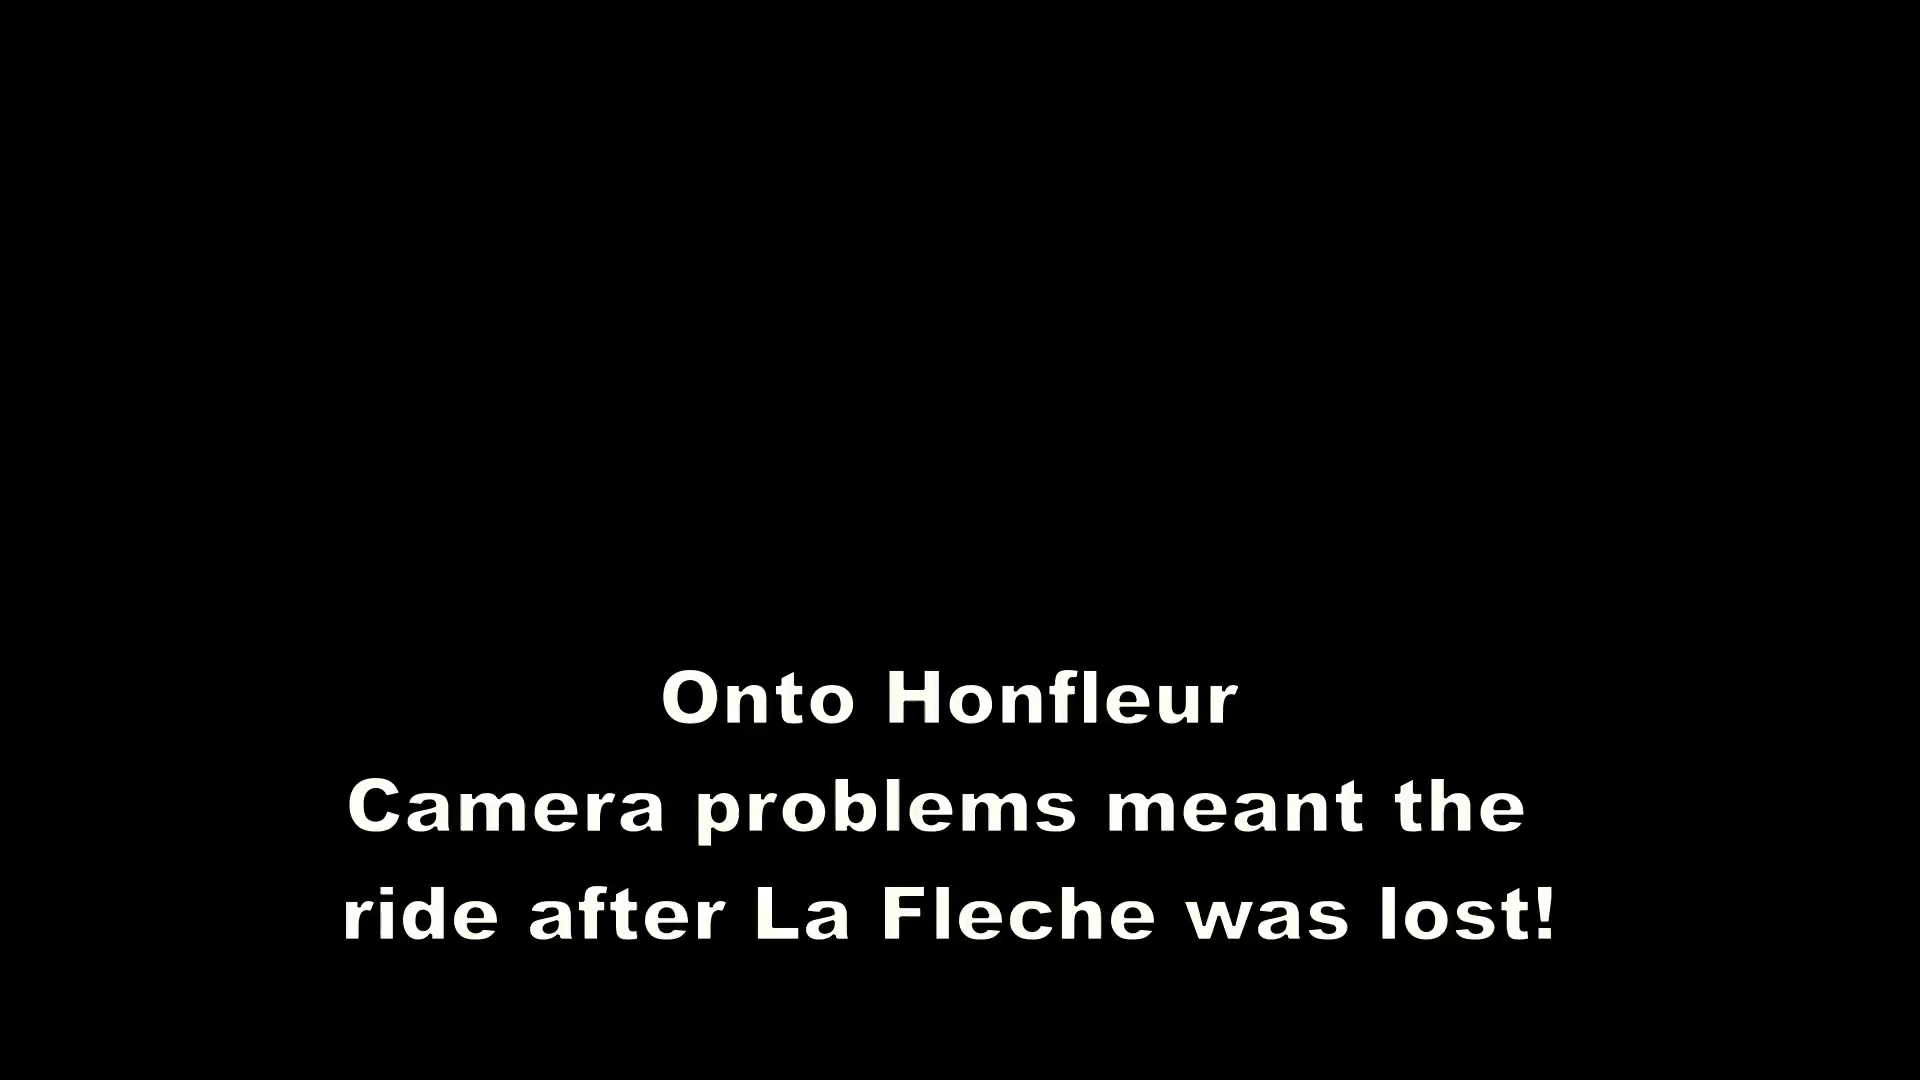 Onto Honfleur
Camera problems meant the
ride after La Fleche was lost!